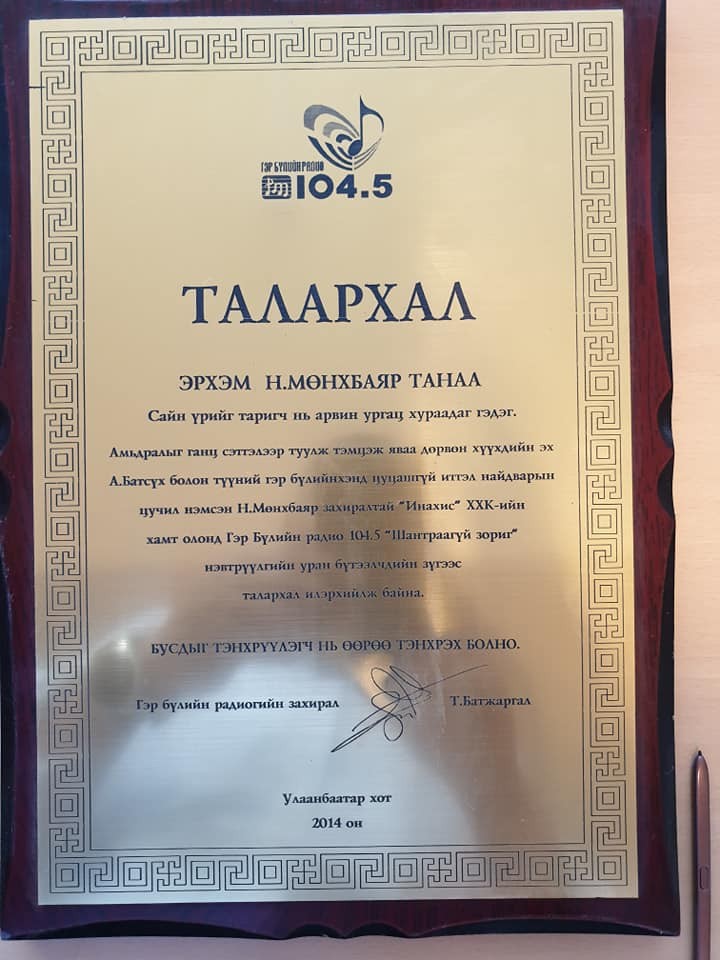 ГЭР БҮЛИЙН РАДИО
104.5
ТАЛАРХАЛ
ЭРХЭМ Н.МӨНХБАЯР ТАНАА
Сайн үрийг таригч нь арвин ургац хураадаг гэдэг.
Амьдралыг ганц сэттэлээр туулж тэмцэж яваа дөрвөн хүүхдийн эх
А.Батсүх болон түүний гэр бүлийнхэнд цуцашгүй иттэл найдварын
цучил нэмсэн Н.Мөнхбаяр захиралтай "Инахис" ХХК-ийн
хамт олонд Гэр Бүлийн радио 104.5 "Шантраагүй зориг"
нэвтрүүлгийн уран бүтээлчдийн зүгээс
талархал илэрхийлж байна.
БУСДЫГ ТЭНХРҮҮЛЭГЧ НЬ ӨӨРӨӨ ТЭНХРЭХ БОЛНО.
Гэр бүлийн радиогийн захирал Т.Батжаргал
Улаанбаатар хот
2014 он